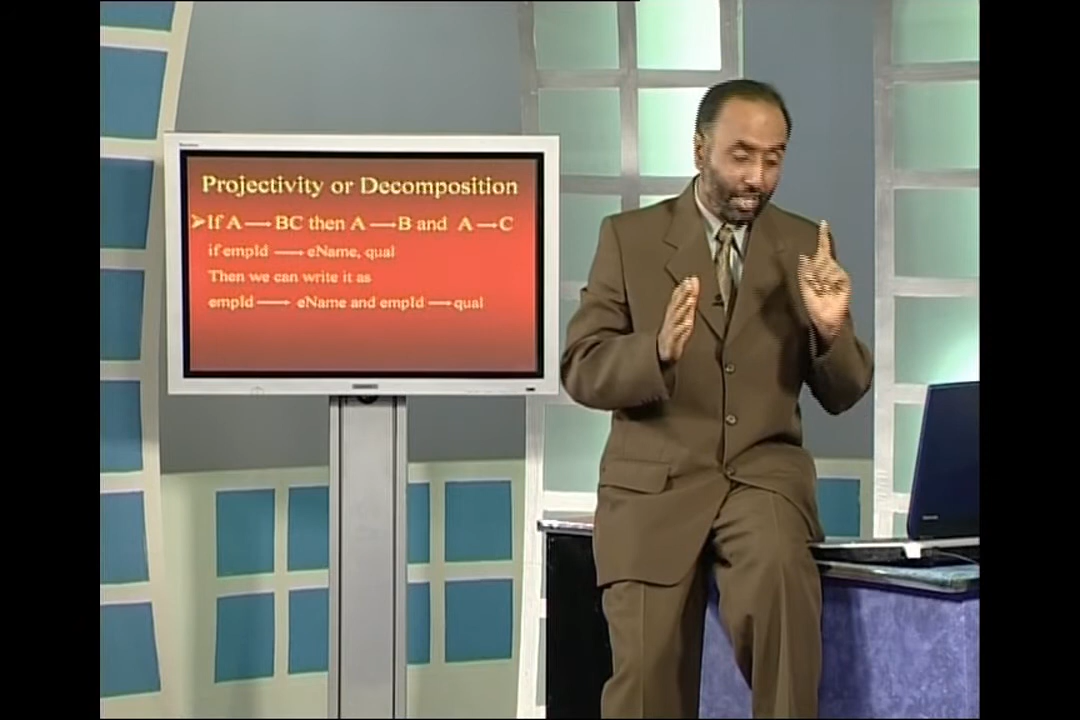 Projectivity or Decomposition
➢If A → BC then A → B and A → C
if empId → eName, qual
Then we can write it as
empId → eName and empId → qual